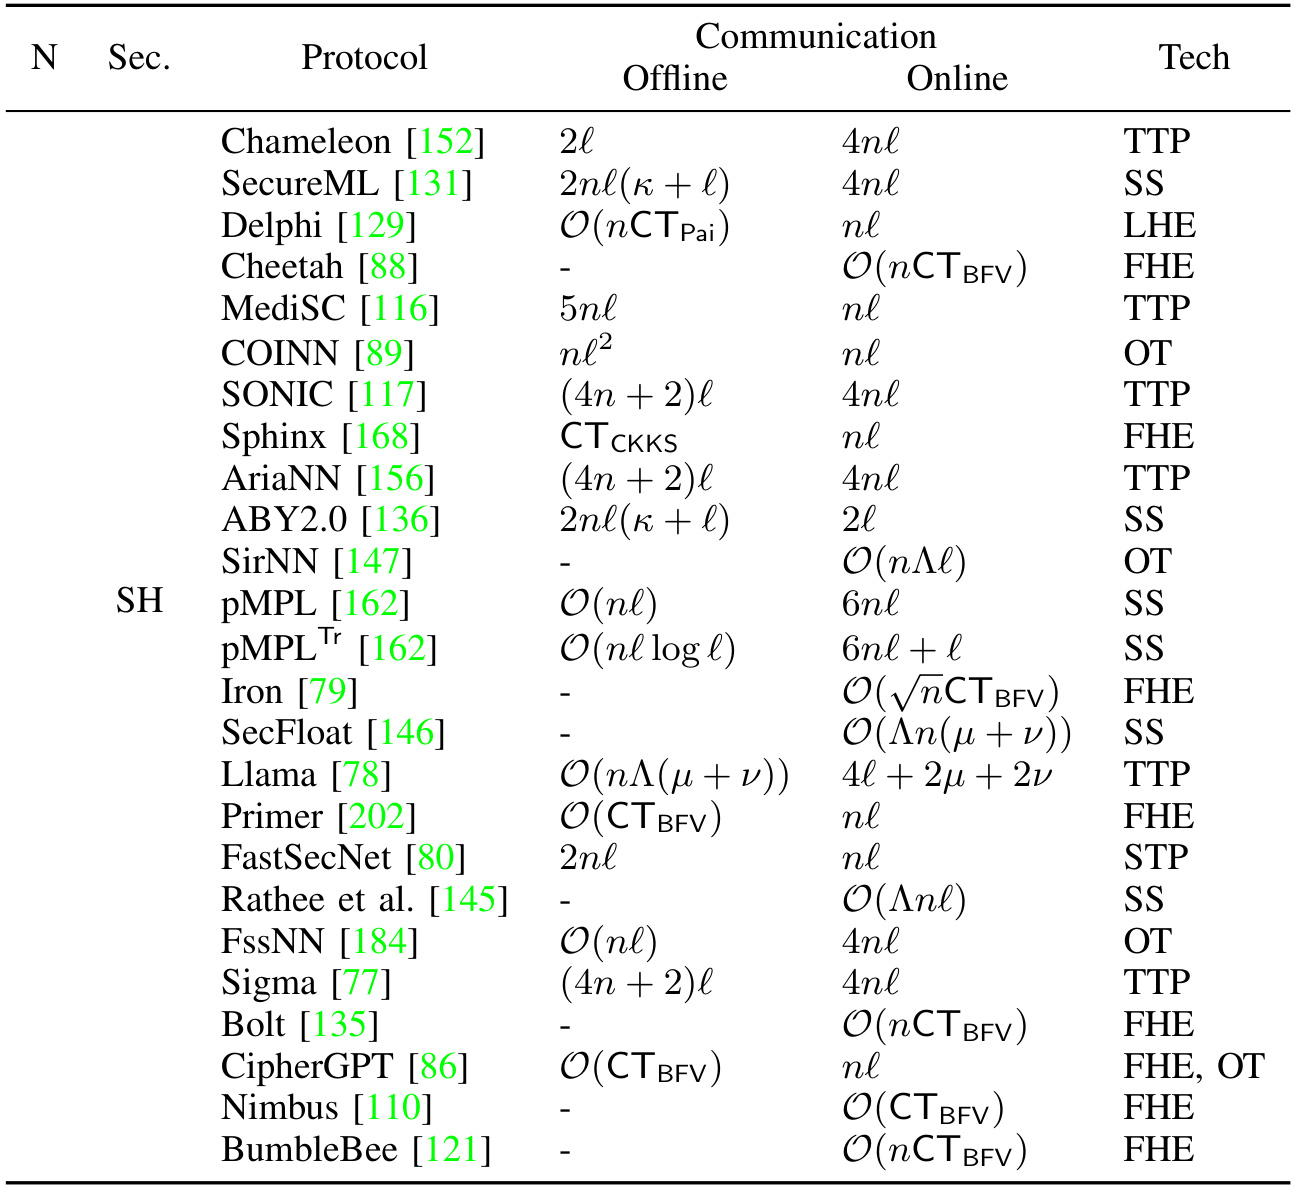 N Sec. Protocol Communication Tech
Offline Online
Chameleon [152] 2ℓ 4nℓ TTP
SecureML [131] 2nℓ(κ + ℓ) 4nℓ SS
Delphi [129] 𝒪(nCT_Pai) nℓ LHE
Cheetah [88] - 𝒪(nCT_BFV) FHE
MediSC [116] 5nℓ nℓ TTP
COINN [89] nℓ² nℓ OT
SONIC [117] (4n + 2)ℓ 4nℓ TTP
Sphinx [168] CT_CKKS nℓ FHE
AriaNN [156] (4n + 2)ℓ 4nℓ TTP
ABY2.0 [136] 2nℓ(κ + ℓ) 2ℓ SS
SirNN [147] - 𝒪(nΛℓ) OT
SH pMPL [162] 𝒪(nℓ) 6nℓ SS
pMPL^Tr [162] 𝒪(nℓ log ℓ) 6nℓ + ℓ SS
Iron [79] - 𝒪(√nCT_BFV) FHE
SecFloat [146] - 𝒪(Λn(μ + ν)) SS
Llama [78] 𝒪(nΛ(μ + ν)) 4ℓ + 2μ + 2ν TTP
Primer [202] 𝒪(CT_BFV) nℓ FHE
FastSecNet [80] 2nℓ nℓ STP
Rathee et al. [145] - 𝒪(Λnℓ) SS
FssNN [184] 𝒪(nℓ) 4nℓ OT
Sigma [77] (4n + 2)ℓ 4nℓ TTP
Bolt [135] - 𝒪(nCT_BFV) FHE
CipherGPT [86] 𝒪(CT_BFV) nℓ FHE, OT
Nimbus [110] - 𝒪(CT_BFV) FHE
BumbleBee [121] - 𝒪(nCT_BFV) FHE